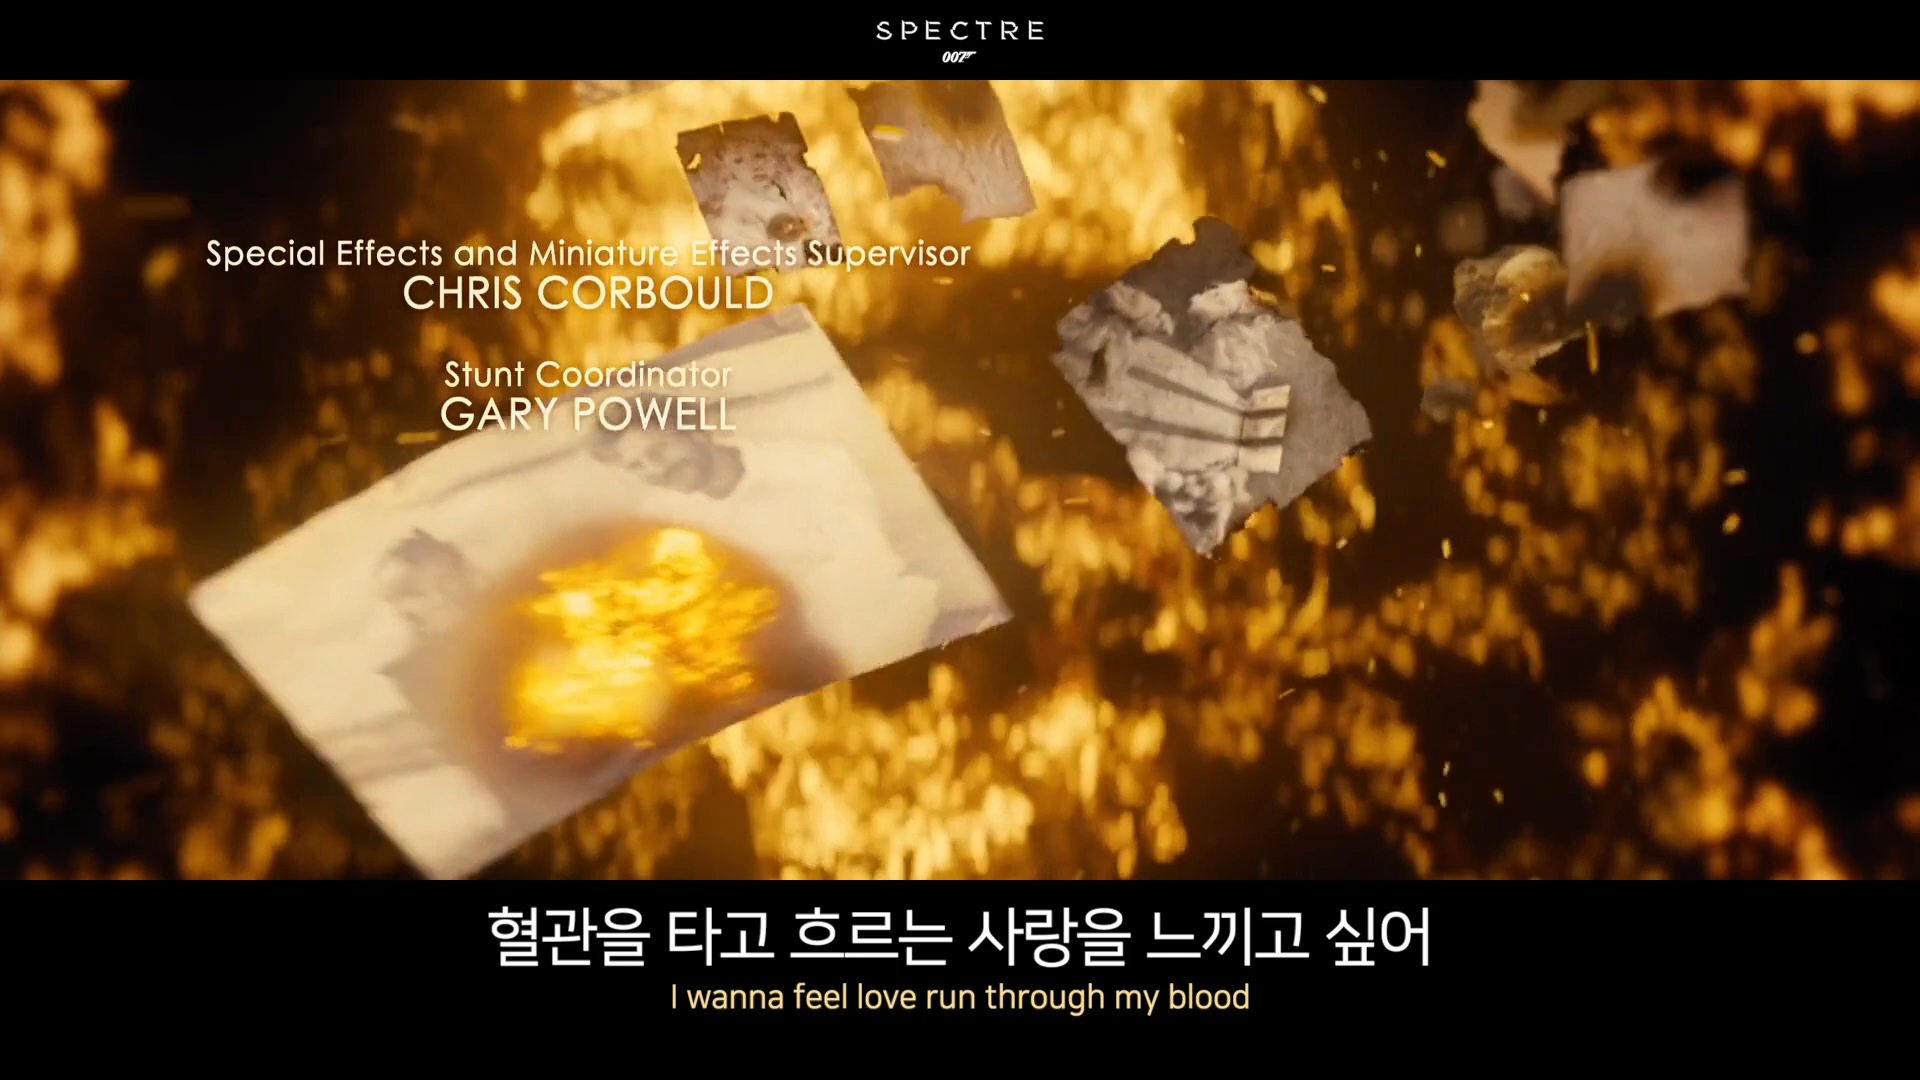 SPECTRE
007
Special Effects and Miniature Effects Supervisor
CHRIS CORBOULD
Stunt Coordinator
GARY POWELL
혈관을 타고 흐르는 사랑을 느끼고 싶어
I wanna feel love run through my blood